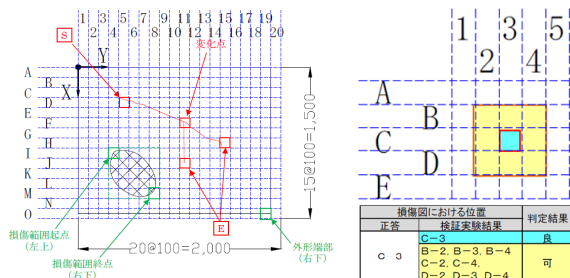 1 3 5 7 9 11 13 15 17 19
2 4 6 8 10 12 14 16 18 20
S
変化点
Y
X
A
B
C
D
E
F
G
H
I
J
K
L
M
N
O
15@100=1,500
E
損傷範囲起点
(左上)
20@100=2,000
損傷範囲終点
(右下)
外形端部
(右下)
1 3 5
2 4
A
B
C
D
E
損傷図における位置 判定結果
正答 検証実験結果
C-3 C-3 良
B-2, B-3, B-4
C-2, C-4, 可
D-2, D-3, D-4